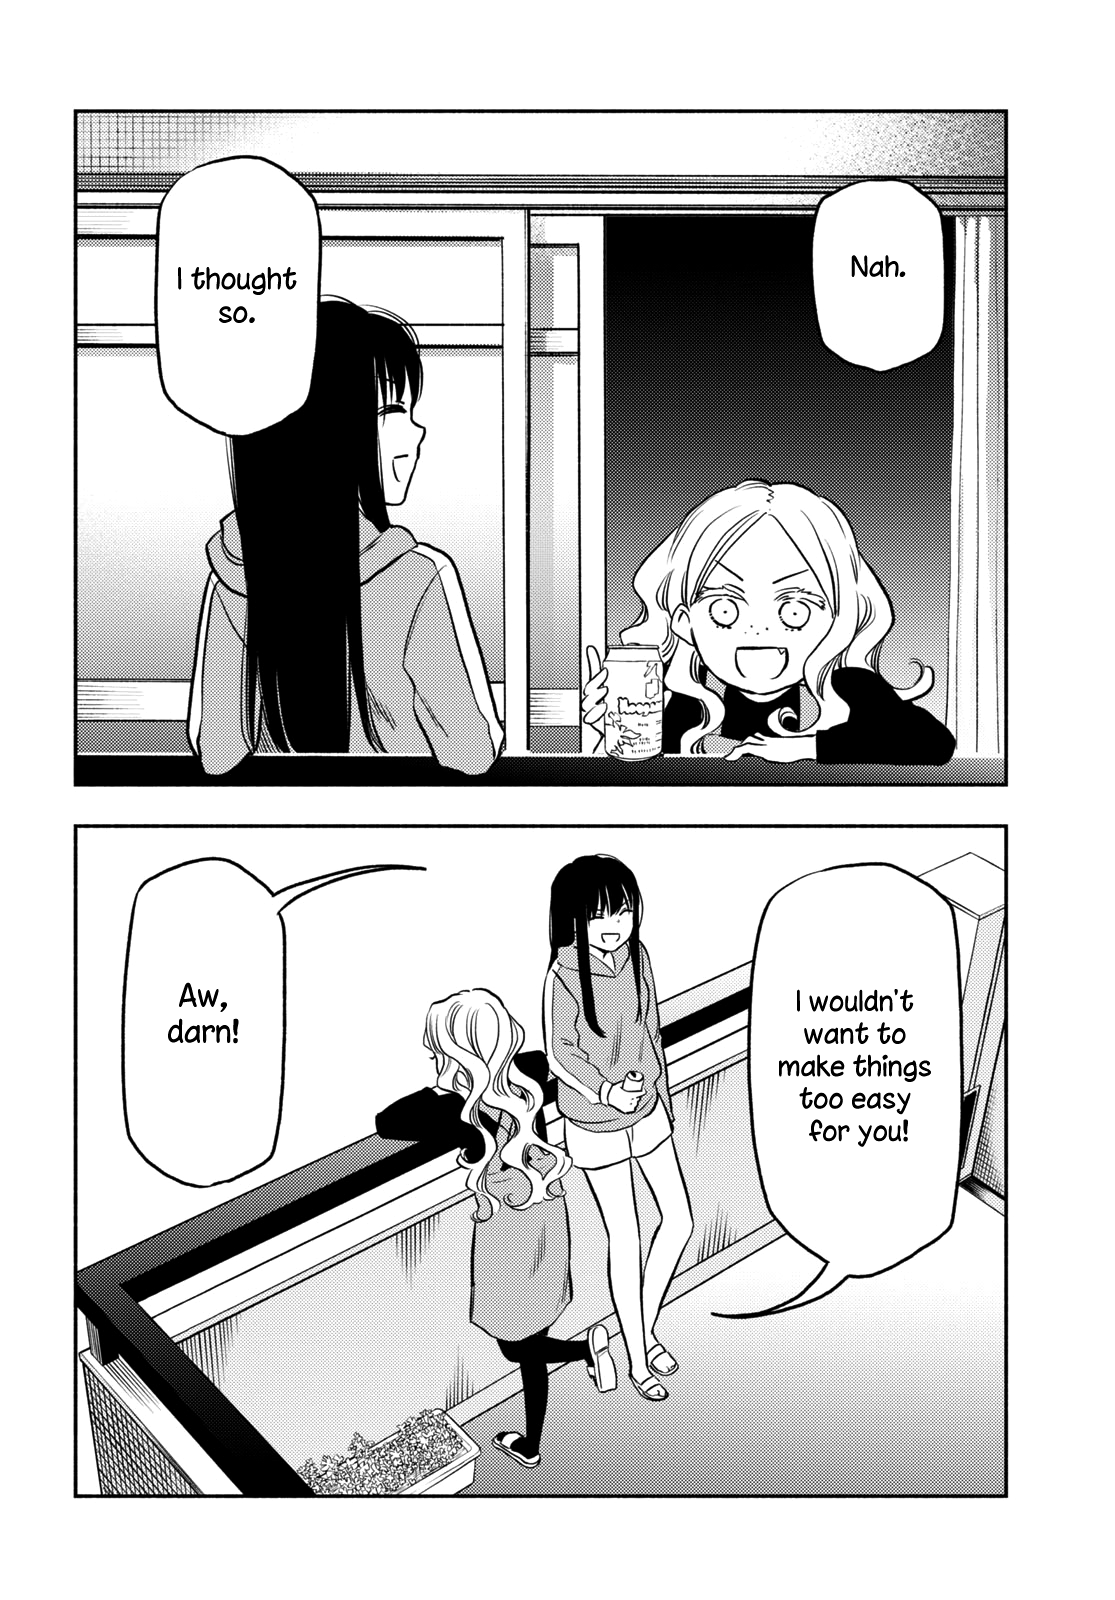 Nah.
I thought
so.
I wouldn't
want to
make things
too easy
for you!
Aw,
darn!